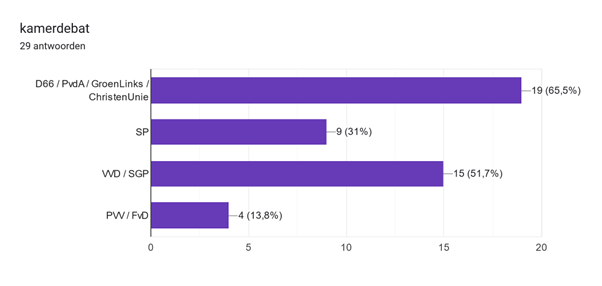 kamerdebat
29 antwoorden
D66 / PvdA / GroenLinks /
ChristenUnie
19 (65,5%)
SP
9 (31%)
VVD / SGP
15 (51,7%)
PVV / FvD
4 (13,8%)
0 5 10 15 20